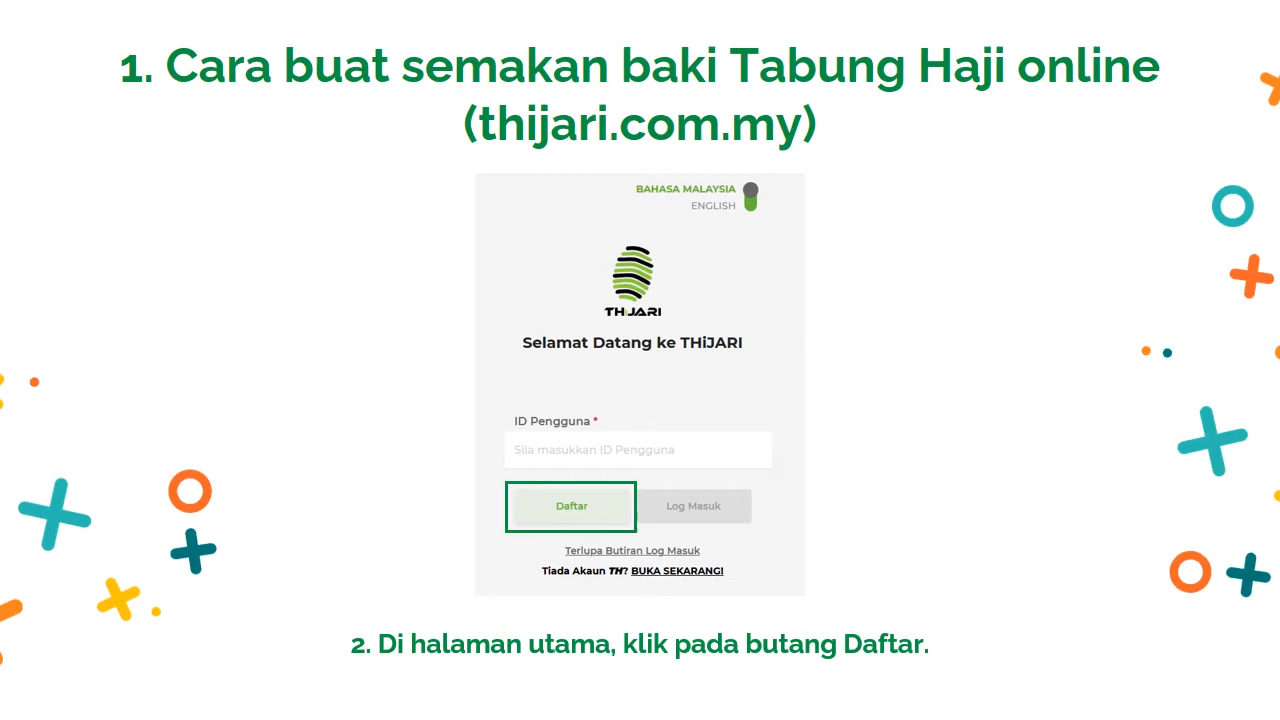 1. Cara buat semakan baki Tabung Haji online
(thijari.com.my)
BAHASA MALAYSIA
ENGLISH
THiJARI
Selamat Datang ke THiJARI
ID Pengguna *
Sila masukkan ID Pengguna
Daftar
Log Masuk
Terlupa Butiran Log Masuk
Tiada Akaun TH? BUKA SEKARANG!
2. Di halaman utama, klik pada butang Daftar.